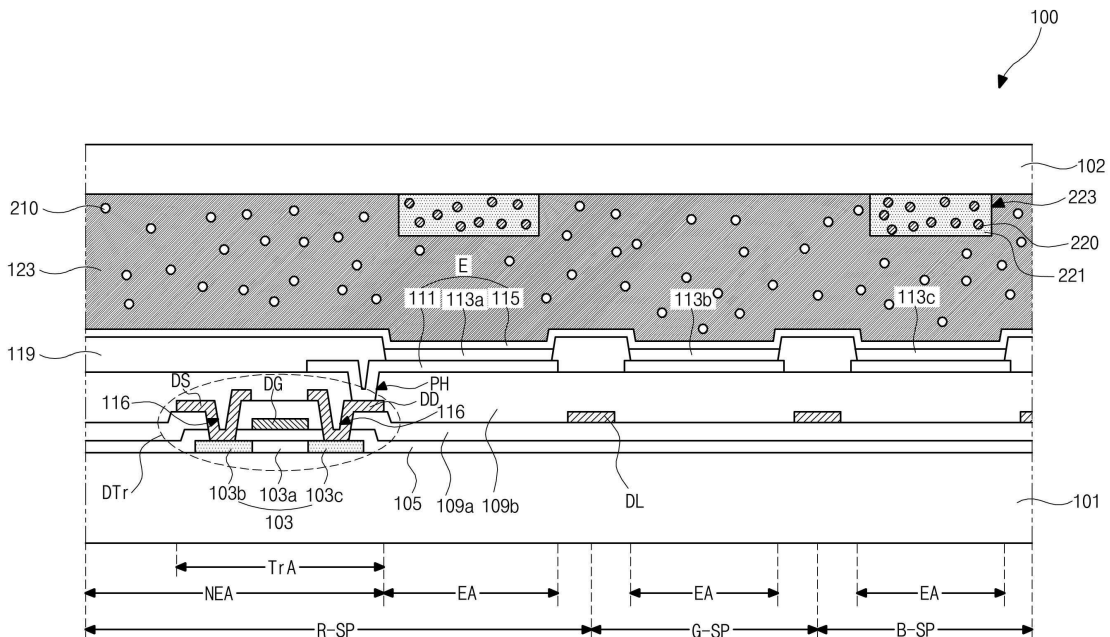 100
102
210
223
220
123
E
221
111 113a 115
113b
113c
119
DS
DG
PH
DD
116
116
DTr
103b 103a 103c
105
109a 109b
DL
101
103
TrA
NEA
EA
EA
EA
R-SP
G-SP
B-SP